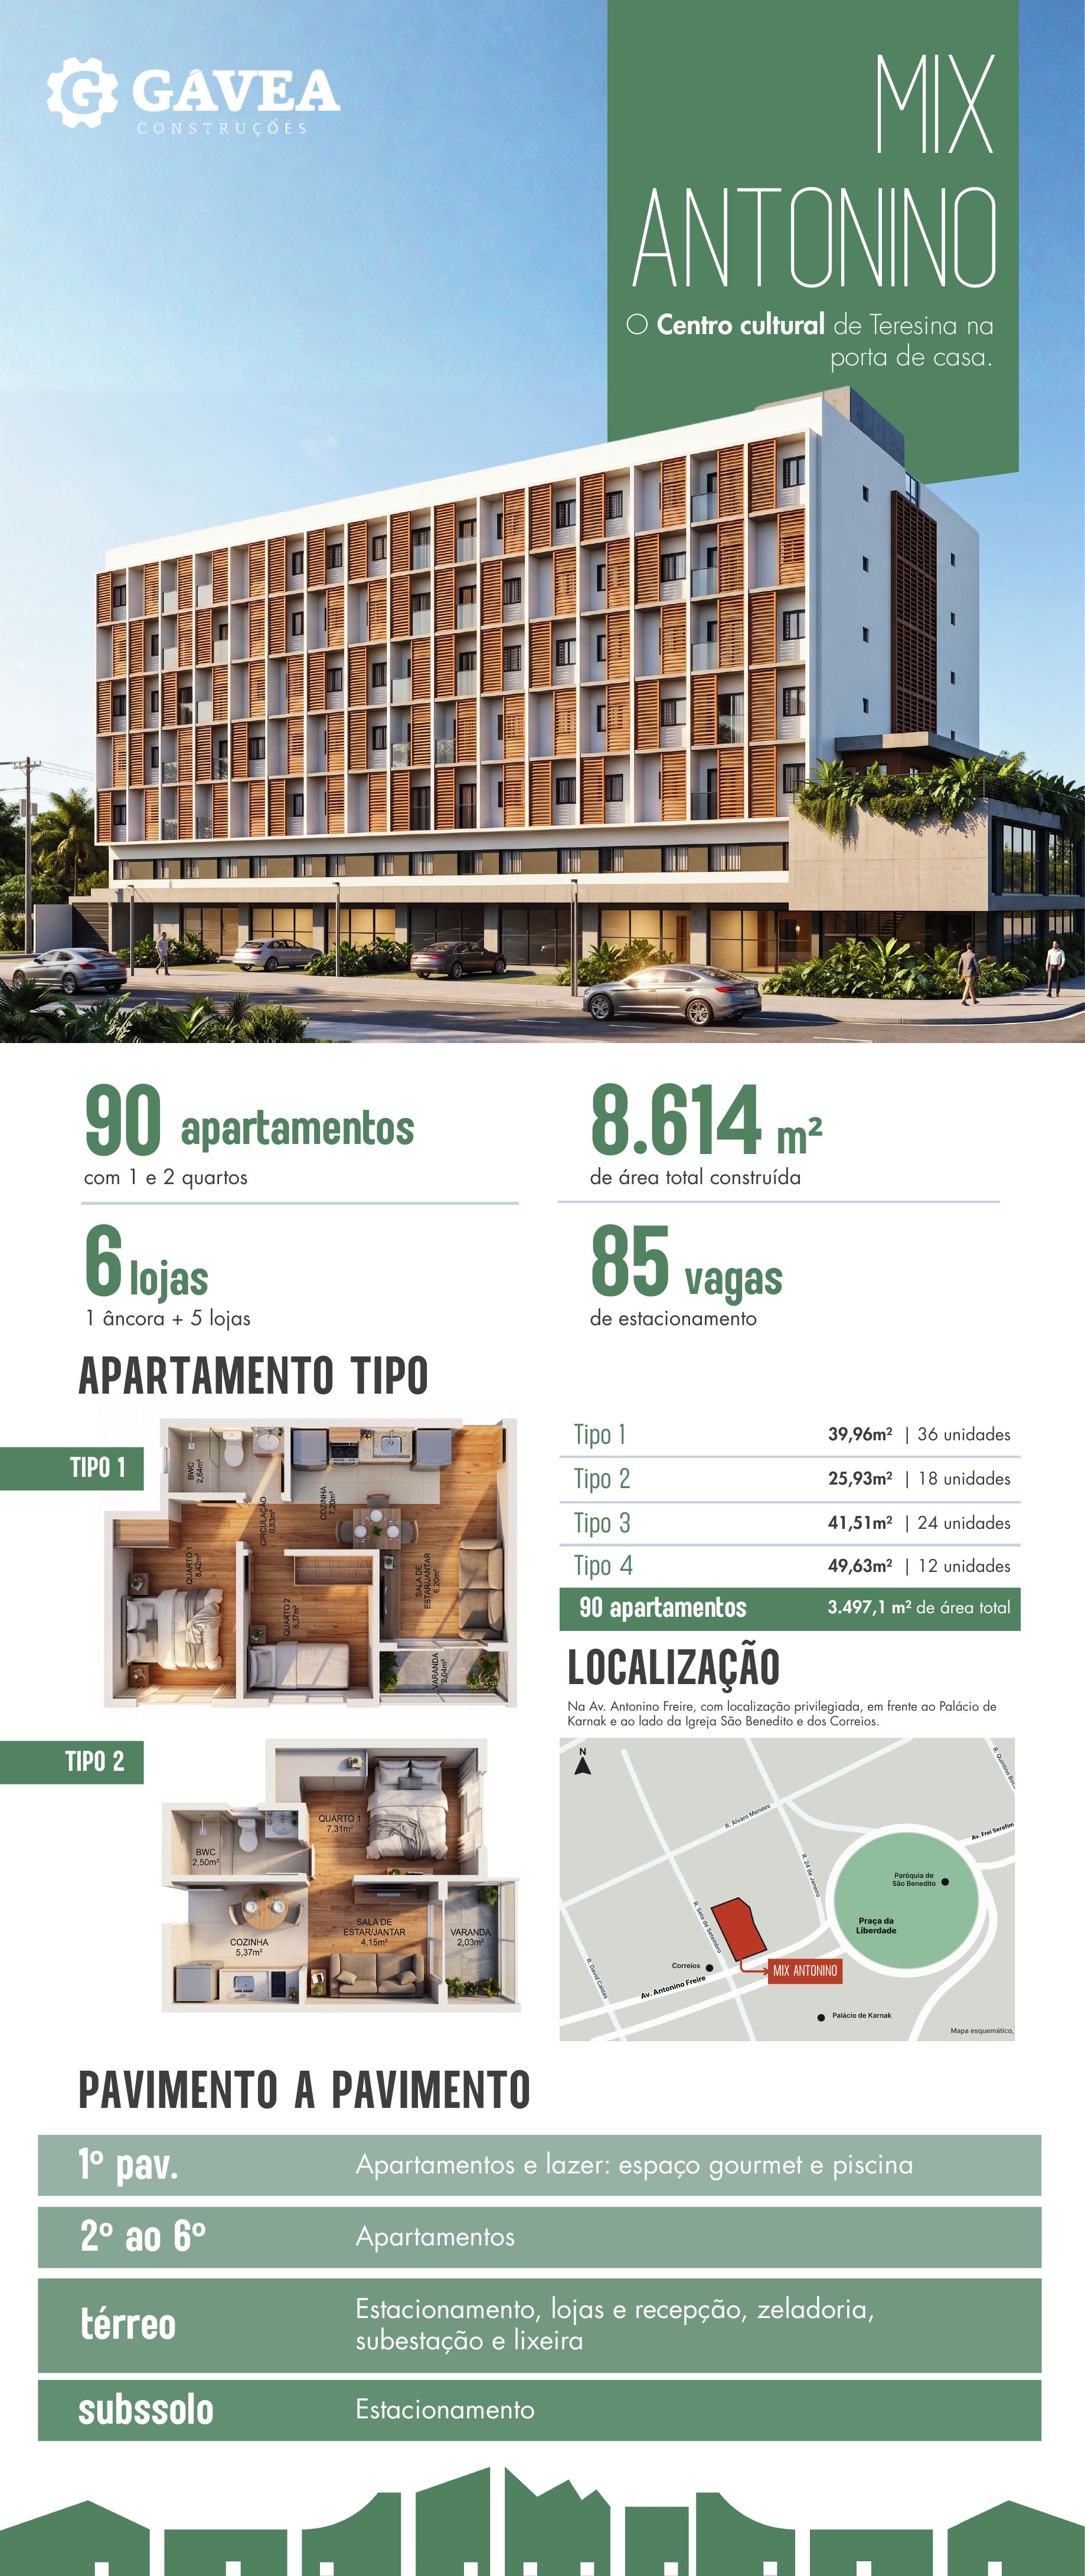 GÁVEA
CONSTRUÇÕES
MIX
ANTONINO
O Centro cultural de Teresina na
porta de casa.
90 apartamentos
com 1 e 2 quartos
8.614 m²
de área total construída
6 lojas
1 âncora + 5 lojas
85 vagas
de estacionamento
APARTAMENTO TIPO
TIPO 1
BWC
2,64m²
CIRCULAÇÃO
0,83m²
COZINHA
7,20m²
QUARTO 1
8,42m²
QUARTO 2
6,37m²
SALA DE
ESTAR/JANTAR
6,20m²
VARANDA
2,04m²
TIPO 2
QUARTO 1
7,31m²
BWC
2,50m²
COZINHA
5,37m²
SALA DE
ESTAR/JANTAR
4,15m²
VARANDA
2,03m²
Tipo 1 39,96m² | 36 unidades
Tipo 2 25,93m² | 18 unidades
Tipo 3 41,51m² | 24 unidades
Tipo 4 49,63m² | 12 unidades
90 apartamentos 3.497,1 m² de área total
LOCALIZAÇÃO
Na Av. Antonino Freire, com localização privilegiada, em frente ao Palácio de
Karnak e ao lado da Igreja São Benedito e dos Correios.
N
R. Alvaro Mendes
R. Quintino
Av. Frei Serafim
R. 24 de Janeiro
Paróquia de
São Benedito
Praça da
Liberdade
R. Sete de Setembro
Correios
MIX ANTONINO
R. David Caldas
Av. Antonino Freire
Palácio de Karnak
Mapa esquemático,
PAVIMENTO A PAVIMENTO
1º pav. Apartamentos e lazer: espaço gourmet e piscina
2º ao 6º Apartamentos
térreo Estacionamento, lojas e recepção, zeladoria,
subestação e lixeira
subssolo Estacionamento